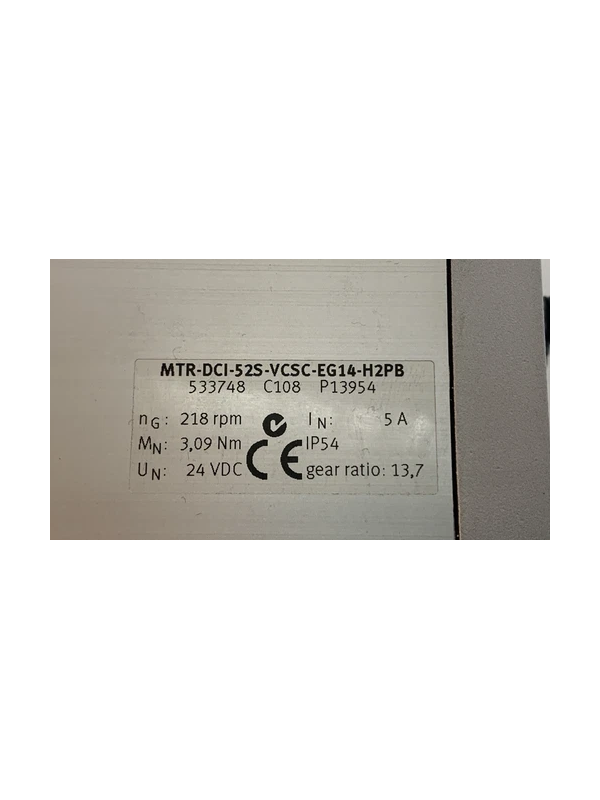 MTR-DCI-52S-VCSC-EG14-H2PB
533748 C108 P13954
nG: 218 rpm IN: 5 A
MN: 3,09 Nm CE IP54
UN: 24 VDC gear ratio: 13,7